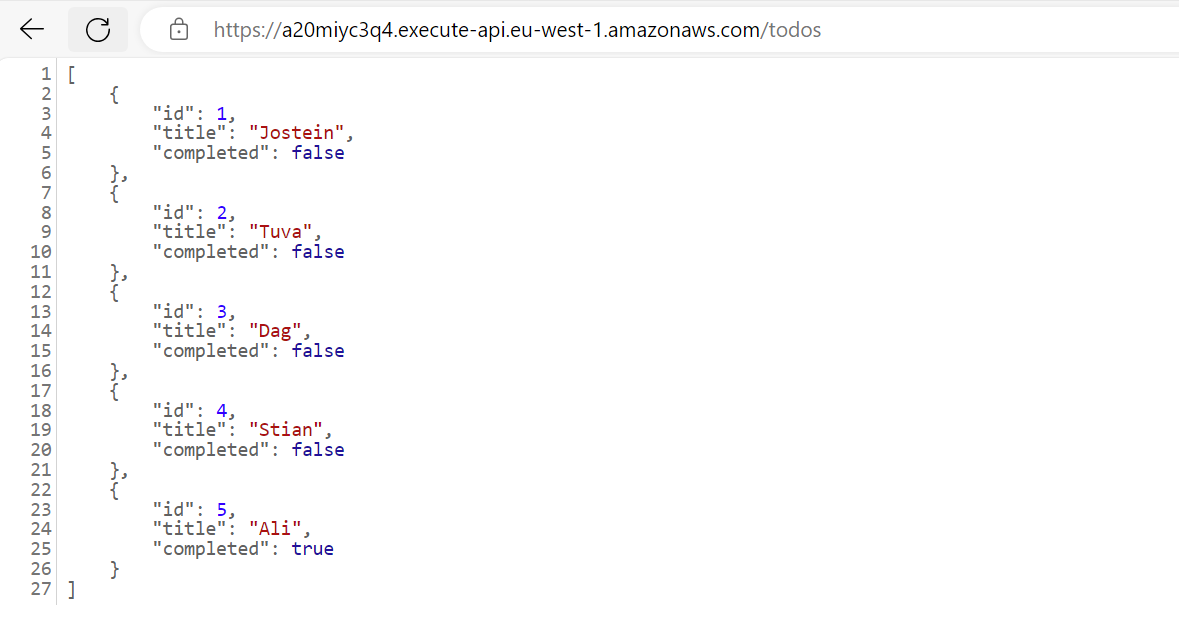 https://a20miyc3q4.execute-api.eu-west-1.amazonaws.com/todos
1 [
2     {
3         "id": 1,
4         "title": "Jostein",
5         "completed": false
6     },
7     {
8         "id": 2,
9         "title": "Tuva",
10         "completed": false
11     },
12     {
13         "id": 3,
14         "title": "Dag",
15         "completed": false
16     },
17     {
18         "id": 4,
19         "title": "Stian",
20         "completed": false
21     },
22     {
23         "id": 5,
24         "title": "Ali",
25         "completed": true
26     }
27 ]